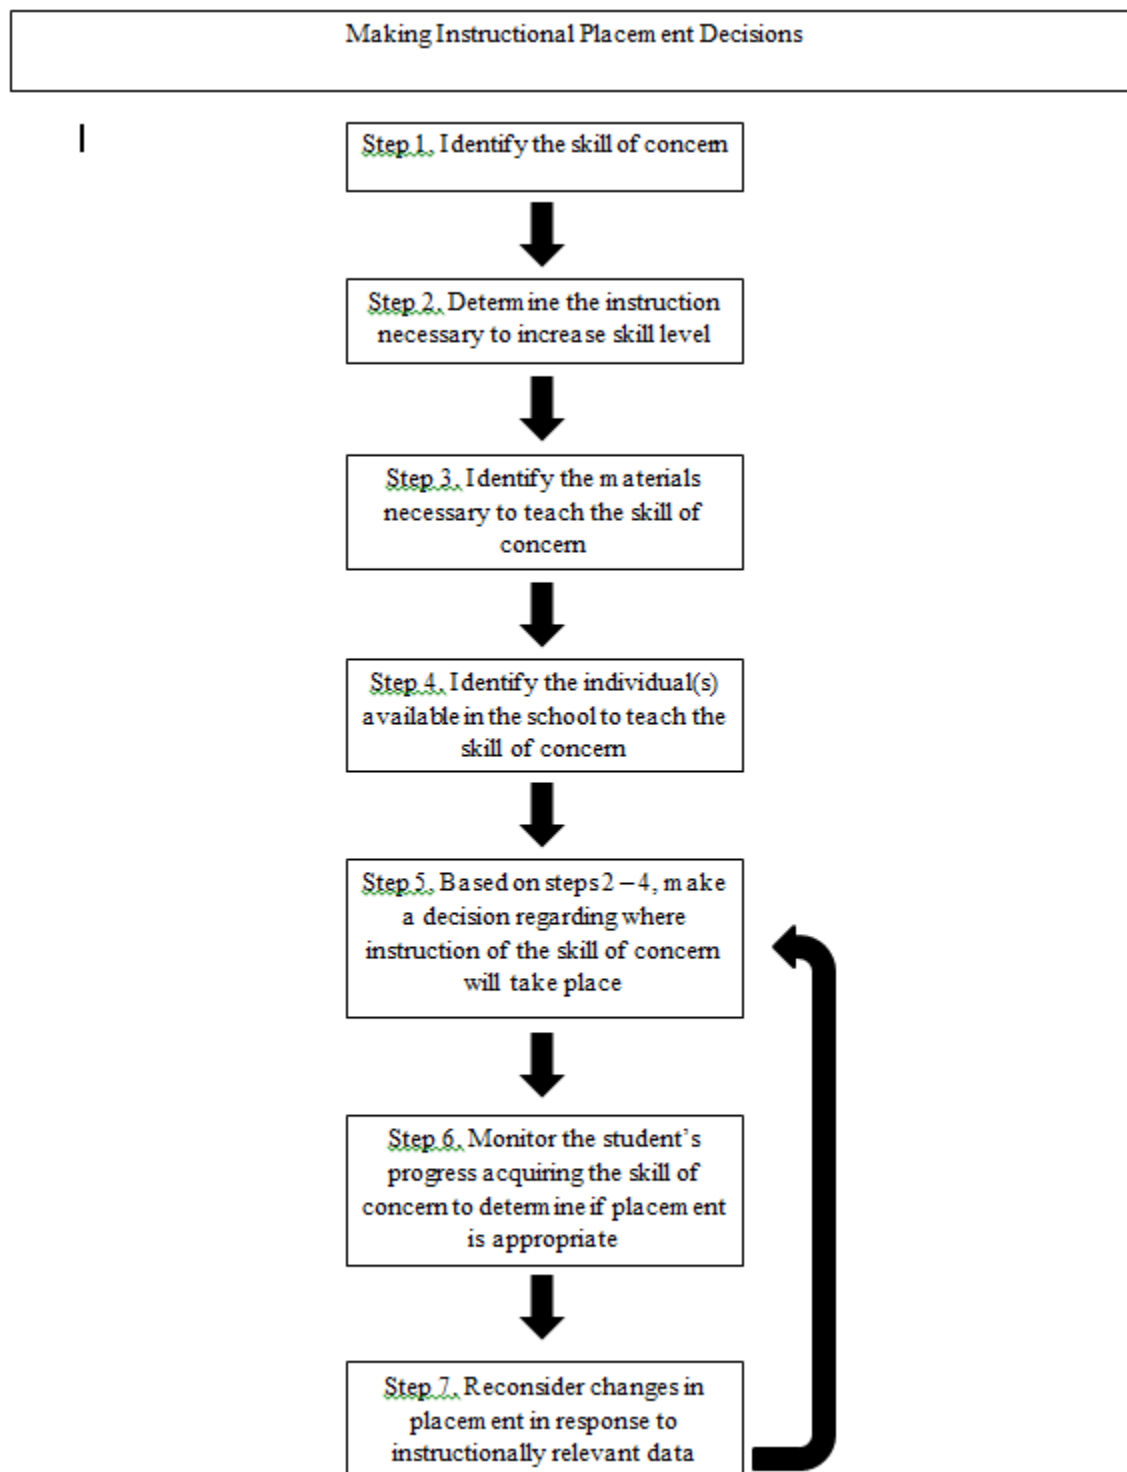 Making Instructional Placement Decisions
Step 1. Identify the skill of concern
Step 2. Determine the instruction
necessary to increase skill level
Step 3. Identify the materials
necessary to teach the skill of
concern
Step 4. Identify the individual(s)
available in the school to teach the
skill of concern
Step 5. Based on steps 2 – 4, make
a decision regarding where
instruction of the skill of concern
will take place
Step 6. Monitor the student’s
progress acquiring the skill of
concern to determine if placement
is appropriate
Step 7. Reconsider changes in
placement in response to
instructionally relevant data